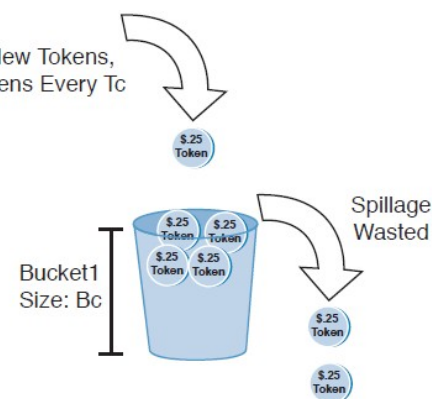 New Tokens,
ens Every Tc
$.25
Token
$.25
Token
$.25
Token
$.25
Token
$.25
Token
Bucket1
Size: Bc
Spillage
Wasted
$.25
Token
$.25
Token